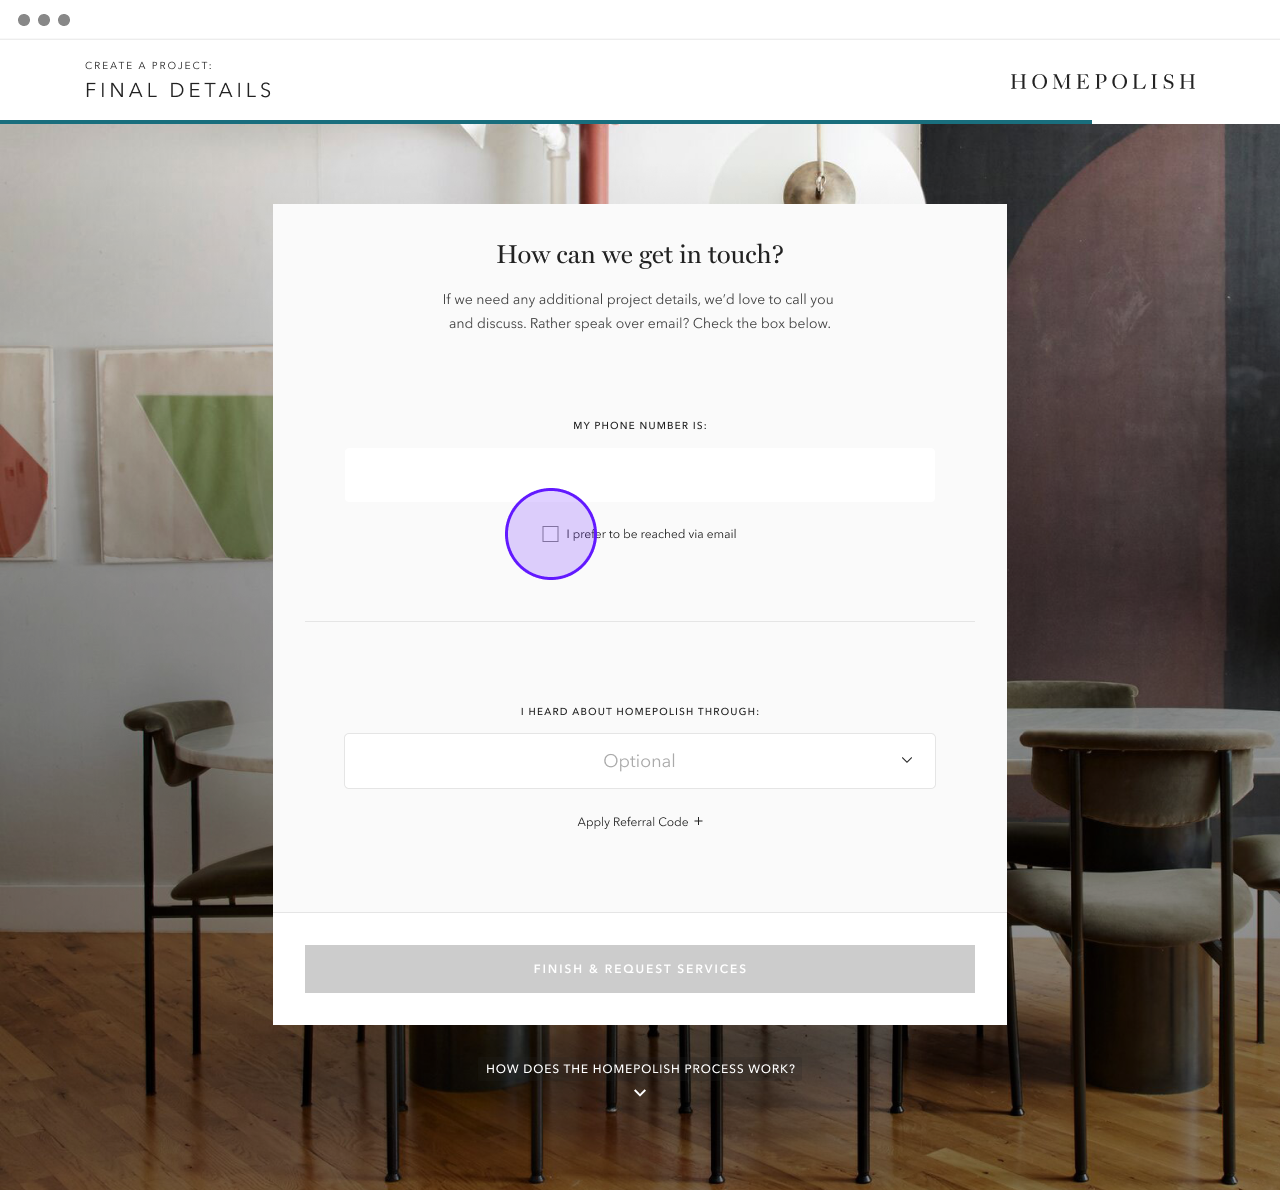 CREATE A PROJECT:
FINAL DETAILS
HOMEPOLISH
How can we get in touch?
If we need any additional project details, we’d love to call you
and discuss. Rather speak over email? Check the box below.
MY PHONE NUMBER IS:
I prefer to be reached via email
I HEARD ABOUT HOMEPOLISH THROUGH:
Optional
Apply Referral Code +
FINISH & REQUEST SERVICES
HOW DOES THE HOMEPOLISH PROCESS WORK?